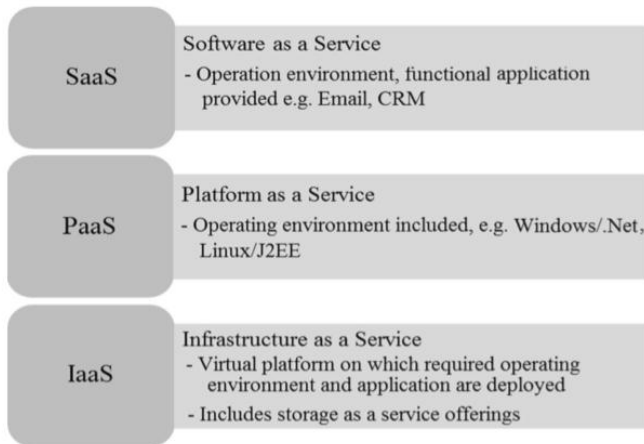 SaaS
Software as a Service
- Operation environment, functional application
provided e.g. Email, CRM
PaaS
Platform as a Service
- Operating environment included, e.g. Windows/.Net,
Linux/J2EE
IaaS
Infrastructure as a Service
- Virtual platform on which required operating
environment and application are deployed
- Includes storage as a service offerings